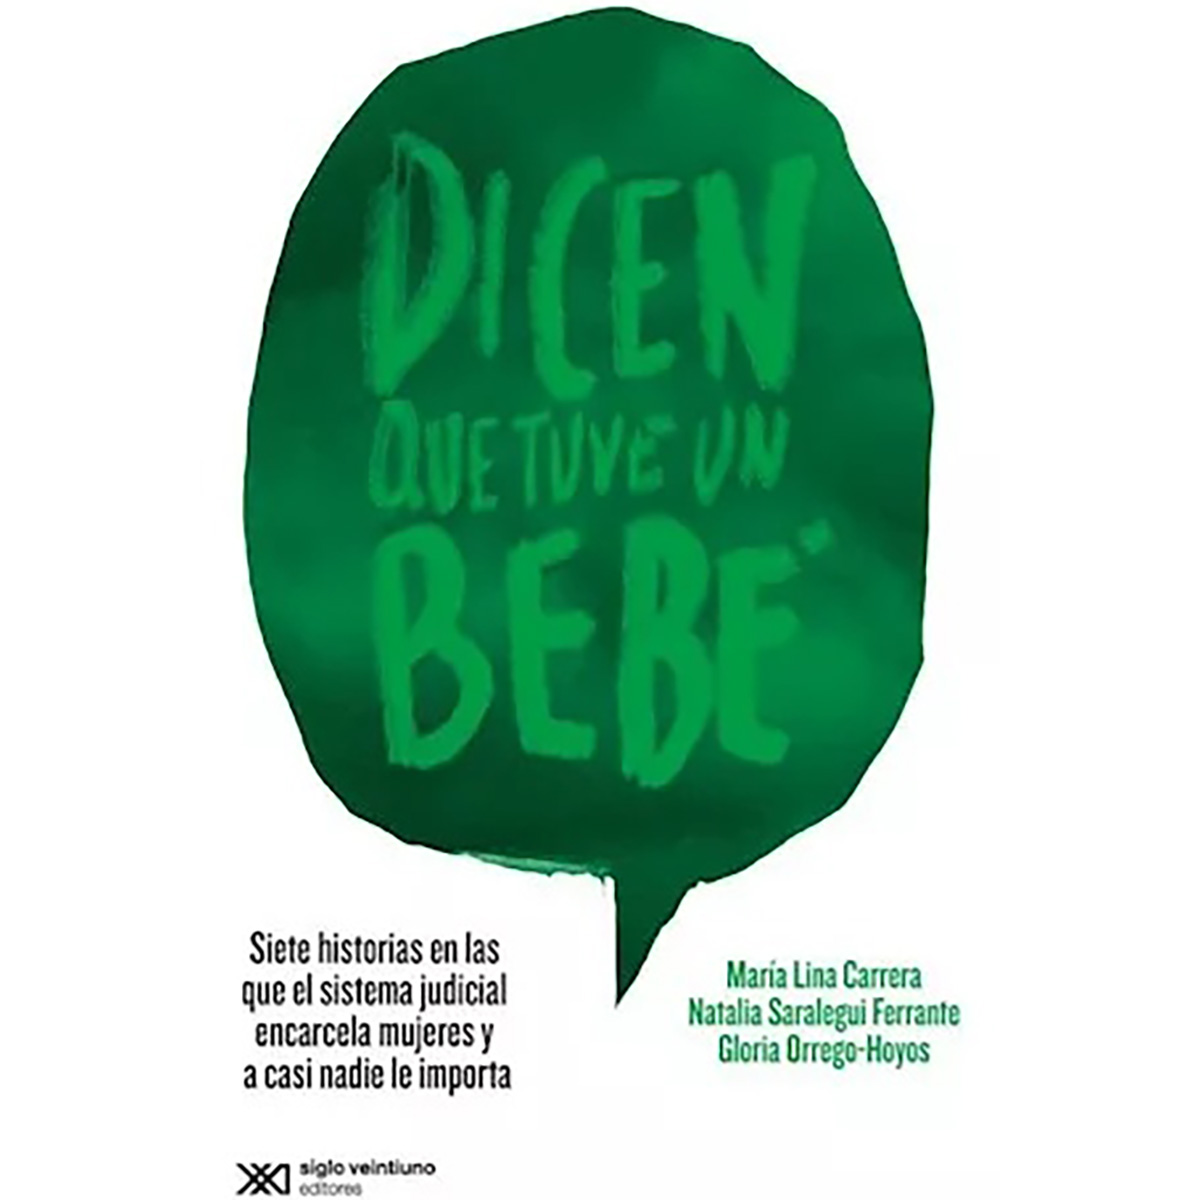 DICEN
QUE TUVE UN
BEBÉ
Siete historias en las
que el sistema judicial
encarcela mujeres y
a casi nadie le importa
María Lina Carrera
Natalia Saralegui Ferrante
Gloria Orrego-Hoyos
siglo veintiuno
editores